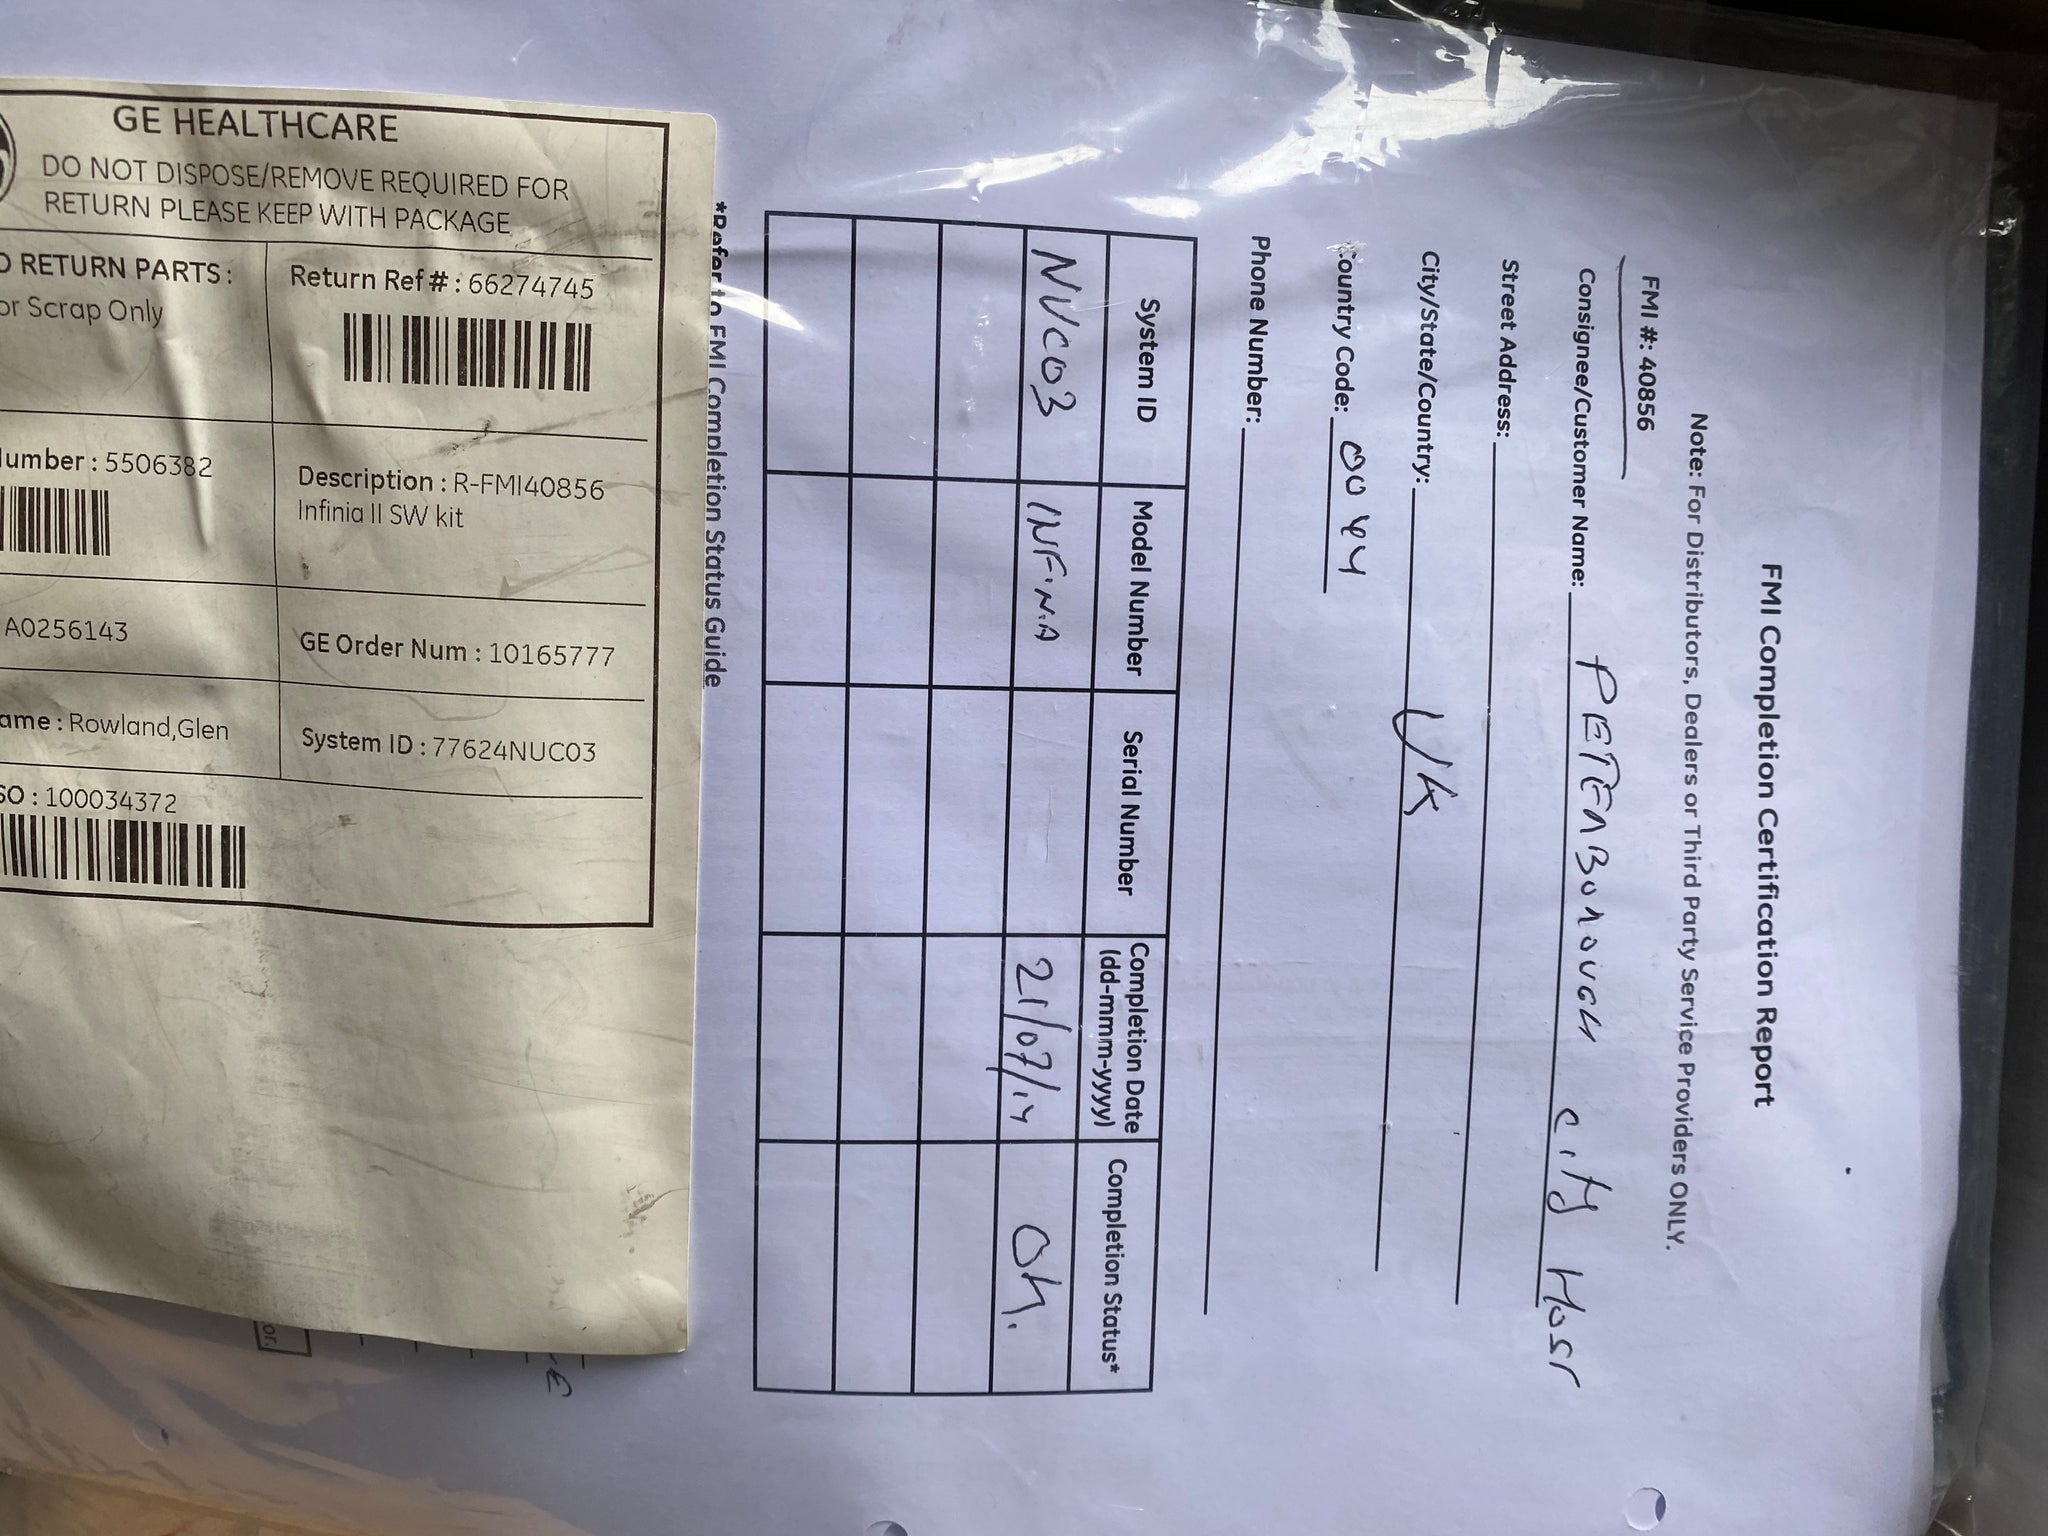 FMI Completion Certification Report
Note: For Distributors, Dealers or Third Party Service Providers ONLY.
FMI #: 40856
Consignee/Customer Name: PETERBOROUGH City HOSP
Street Address:
City/State/Country: UK
Country Code: 0044
Phone Number:
System ID Model Number Serial Number Completion Date (dd-mmm-yyyy) Completion Status*
NUC03 INFINIA 21/07/14 OK.
*Refer to FMI Completion Status Guide
GE HEALTHCARE
DO NOT DISPOSE/REMOVE REQUIRED FOR
RETURN PLEASE KEEP WITH PACKAGE
RETURN PARTS:
Scrap Only
Return Ref # : 66274745
: 5506382
Description : R-FMI40856
Infinia II SW kit
A0256143
GE Order Num : 10165777
: Rowland,Glen
System ID : 77624NUC03
: 100034372
or.